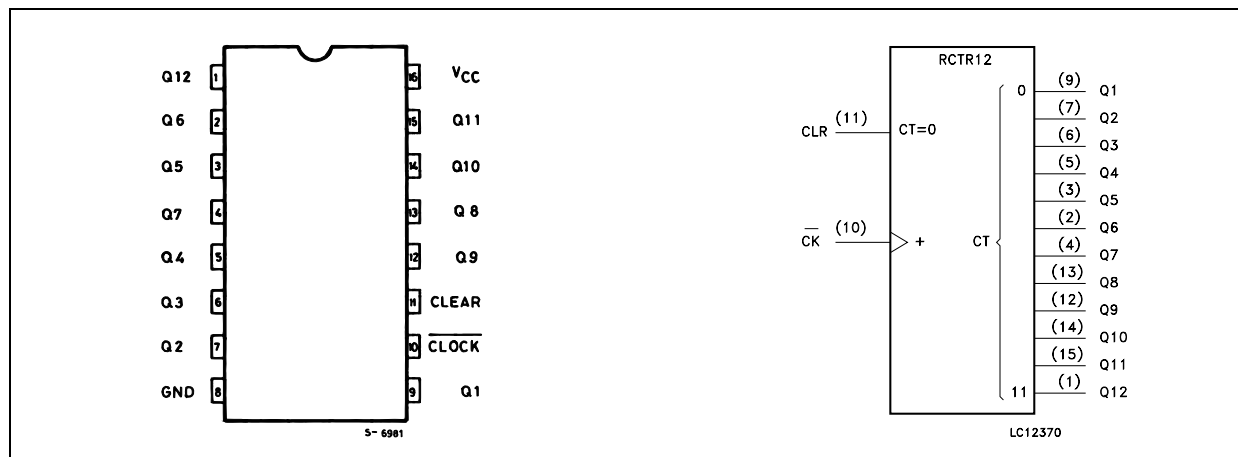 Q12 1 16 VCC
Q6 2 15 Q11
Q5 3 14 Q10
Q7 4 13 Q8
Q4 5 12 Q9
Q3 6 11 CLEAR
Q2 7 10 C̅L̅O̅C̅K̅
GND 8 9 Q1
S-6981
RCTR12
0 (9) Q1
(7) Q2
CLR (11) CT=0
(6) Q3
(5) Q4
(3) Q5
(2) Q6
C̅K̅ (10) + CT
(4) Q7
(13) Q8
(12) Q9
(14) Q10
(15) Q11
11 (1) Q12
LC12370